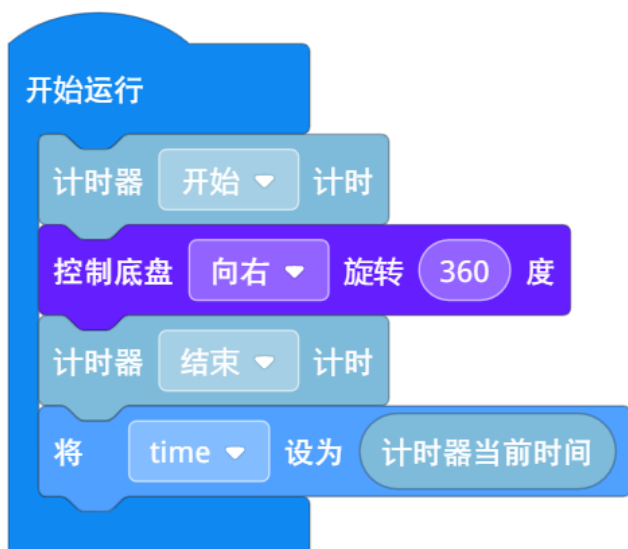 开始运行
计时器 开始 计时
控制底盘 向右 旋转 360 度
计时器 结束 计时
将 time 设为 计时器当前时间